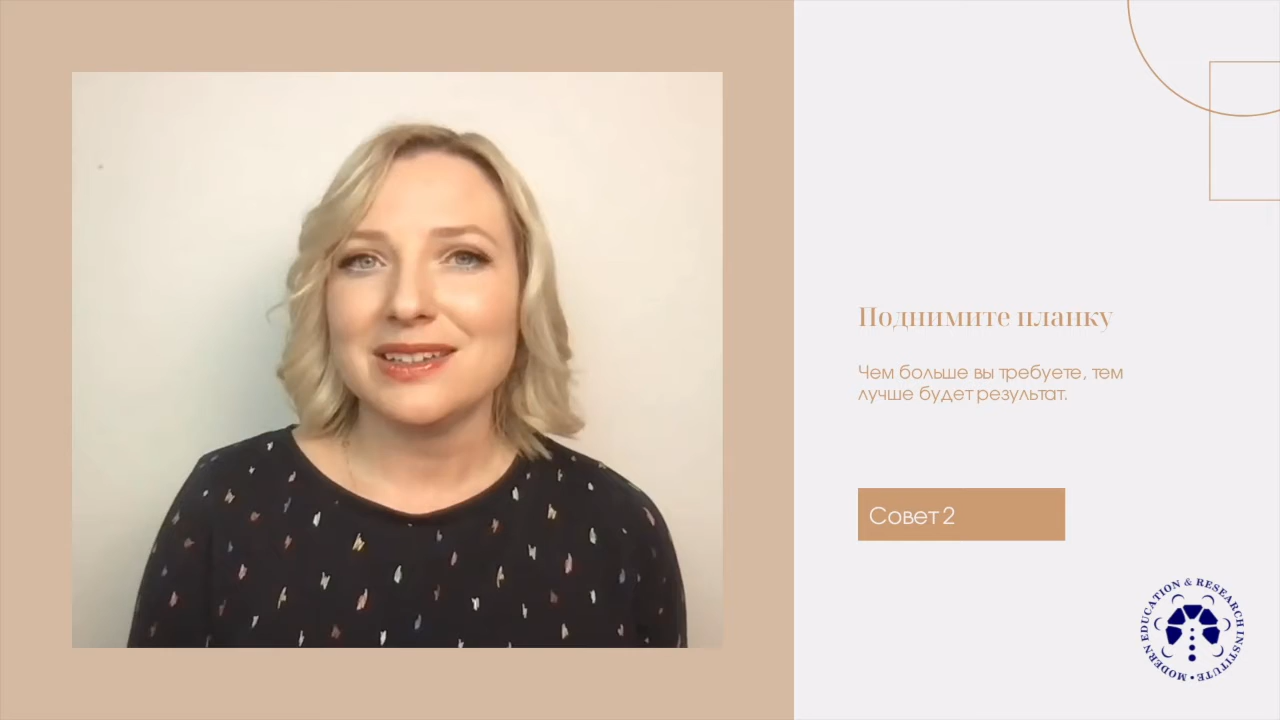 Поднимите планку
Чем больше вы требуете, тем
лучше будет результат.
Совет 2
MODERN EDUCATION & RESEARCH INSTITUTE •